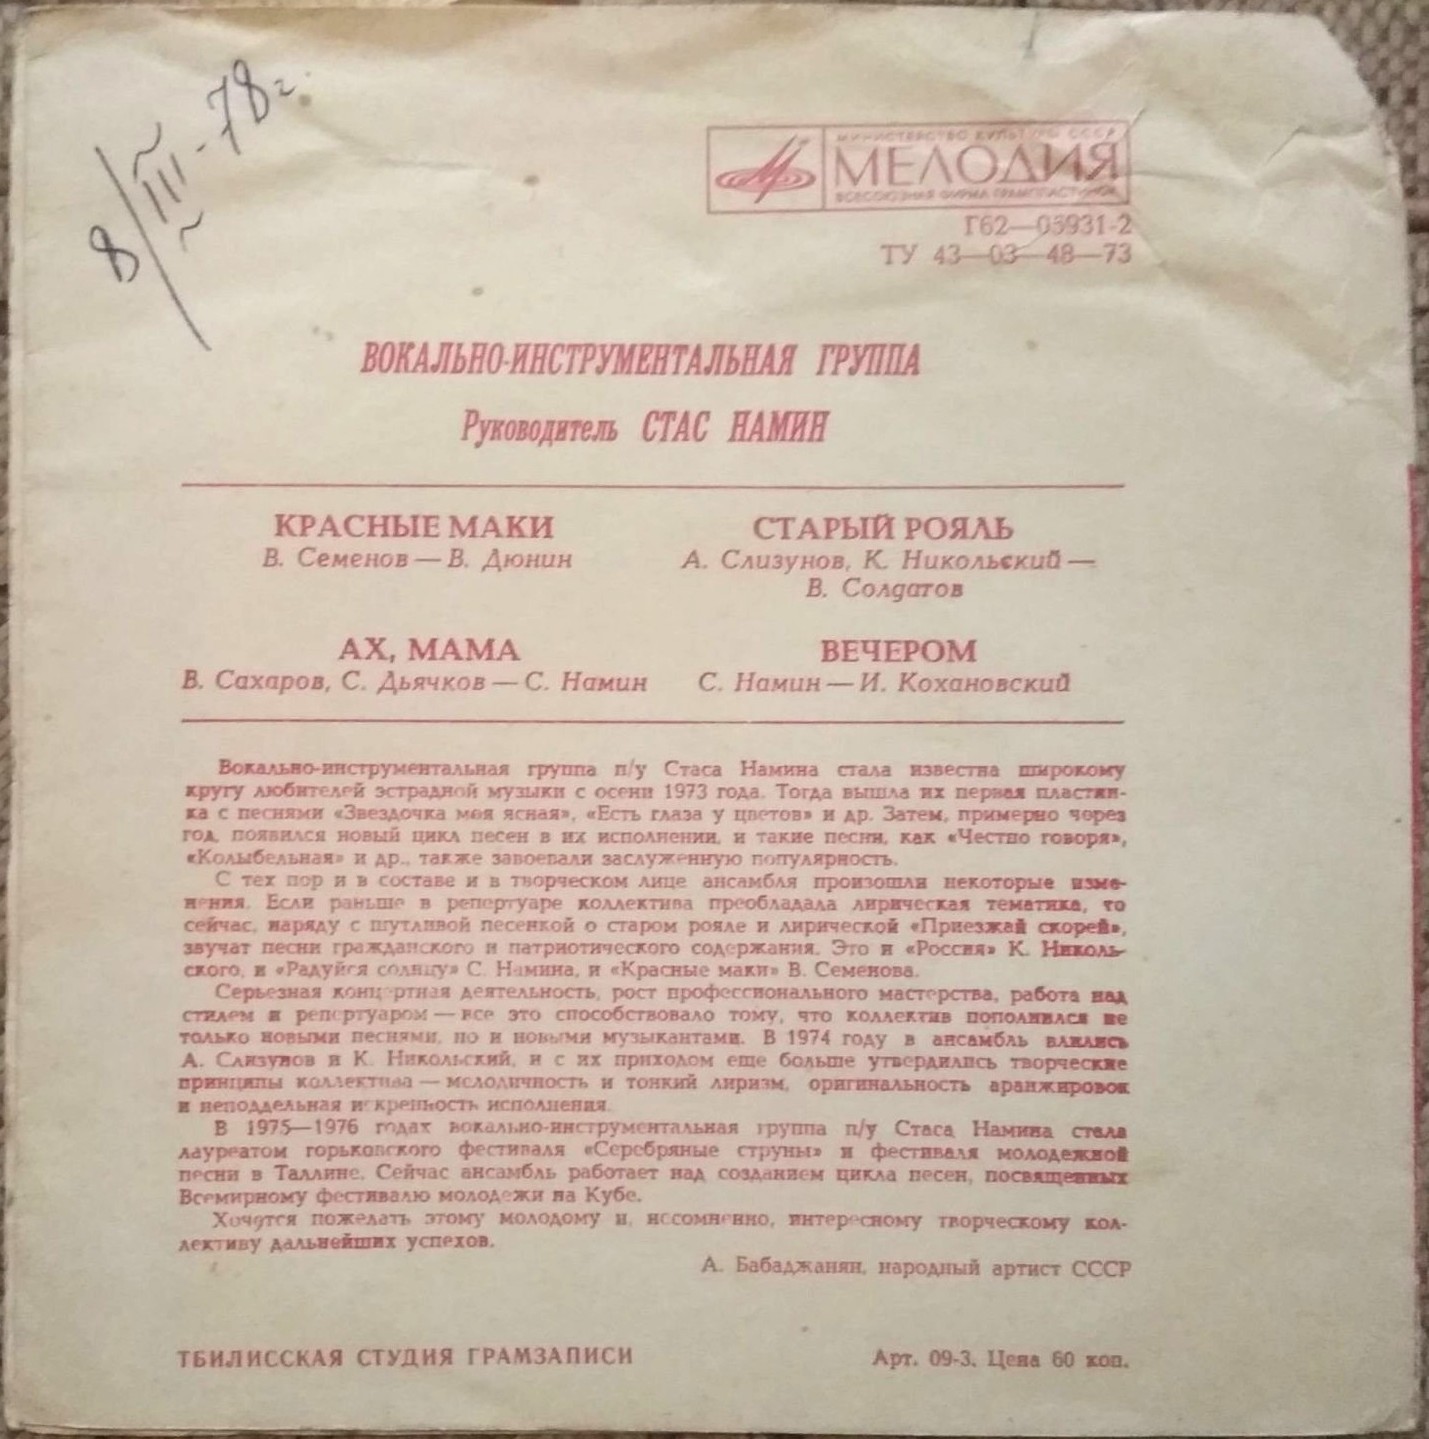 8/III-78г.
МИНИСТЕРСТВО КУЛЬТУРЫ СССР
МЕЛОДИЯ
ВСЕСОЮЗНАЯ ФИРМА ГРАМПЛАСТИНОК
Г62—05931-2
ТУ 43—03—48—73
ВОКАЛЬНО-ИНСТРУМЕНТАЛЬНАЯ ГРУППА
Руководитель СТАС НАМИН
КРАСНЫЕ МАКИ
В. Семенов — В. Дюнин
СТАРЫЙ РОЯЛЬ
А. Слизунов, К. Никольский —
В. Солдатов
АХ, МАМА
В. Сахаров, С. Дьячков — С. Намин
ВЕЧЕРОМ
С. Намин — И. Кохановский
Вокально-инструментальная группа п/у Стаса Намина стала известна широкому
кругу любителей эстрадной музыки с осени 1973 года. Тогда вышла их первая пластин-
ка с песнями «Звездочка моя ясная», «Есть глаза у цветов» и др. Затем, примерно через
год, появился новый цикл песен в их исполнении, и такие песни, как «Честно говоря»,
«Колыбельная» и др., также завоевали заслуженную популярность.
С тех пор и в составе и в творческом лице ансамбля произошли некоторые изме-
нения. Если раньше в репертуаре коллектива преобладала лирическая тематика, то
сейчас, наряду с шутливой песенкой о старом рояле и лирической «Приезжай скорей»,
звучат песни гражданского и патриотического содержания. Это и «Россия» К. Николь-
ского, и «Радуйся солнцу» С. Намина, и «Красные маки» В. Семенова.
Серьезная концертная деятельность, рост профессионального мастерства, работа над
стилем и репертуаром — все это способствовало тому, что коллектив пополнился не
только новыми песнями, но и новыми музыкантами. В 1974 году в ансамбль влились
А. Слизунов и К. Никольский, и с их приходом еще больше утвердились творческие
принципы коллектива — мелодичность и тонкий лиризм, оригинальность аранжировок
и неподдельная искренность исполнения.
В 1975—1976 годах вокально-инструментальная группа п/у Стаса Намина стала
лауреатом горьковского фестиваля «Серебряные струны» и фестиваля молодежной
песни в Таллине. Сейчас ансамбль работает над созданием цикла песен, посвященных
Всемирному фестивалю молодежи на Кубе.
Хочется пожелать этому молодому и, несомненно, интересному творческому кол-
лективу дальнейших успехов.
А. Бабаджанян, народный артист СССР
ТБИЛИССКАЯ СТУДИЯ ГРАМЗАПИСИ
Арт. 09-3. Цена 60 коп.